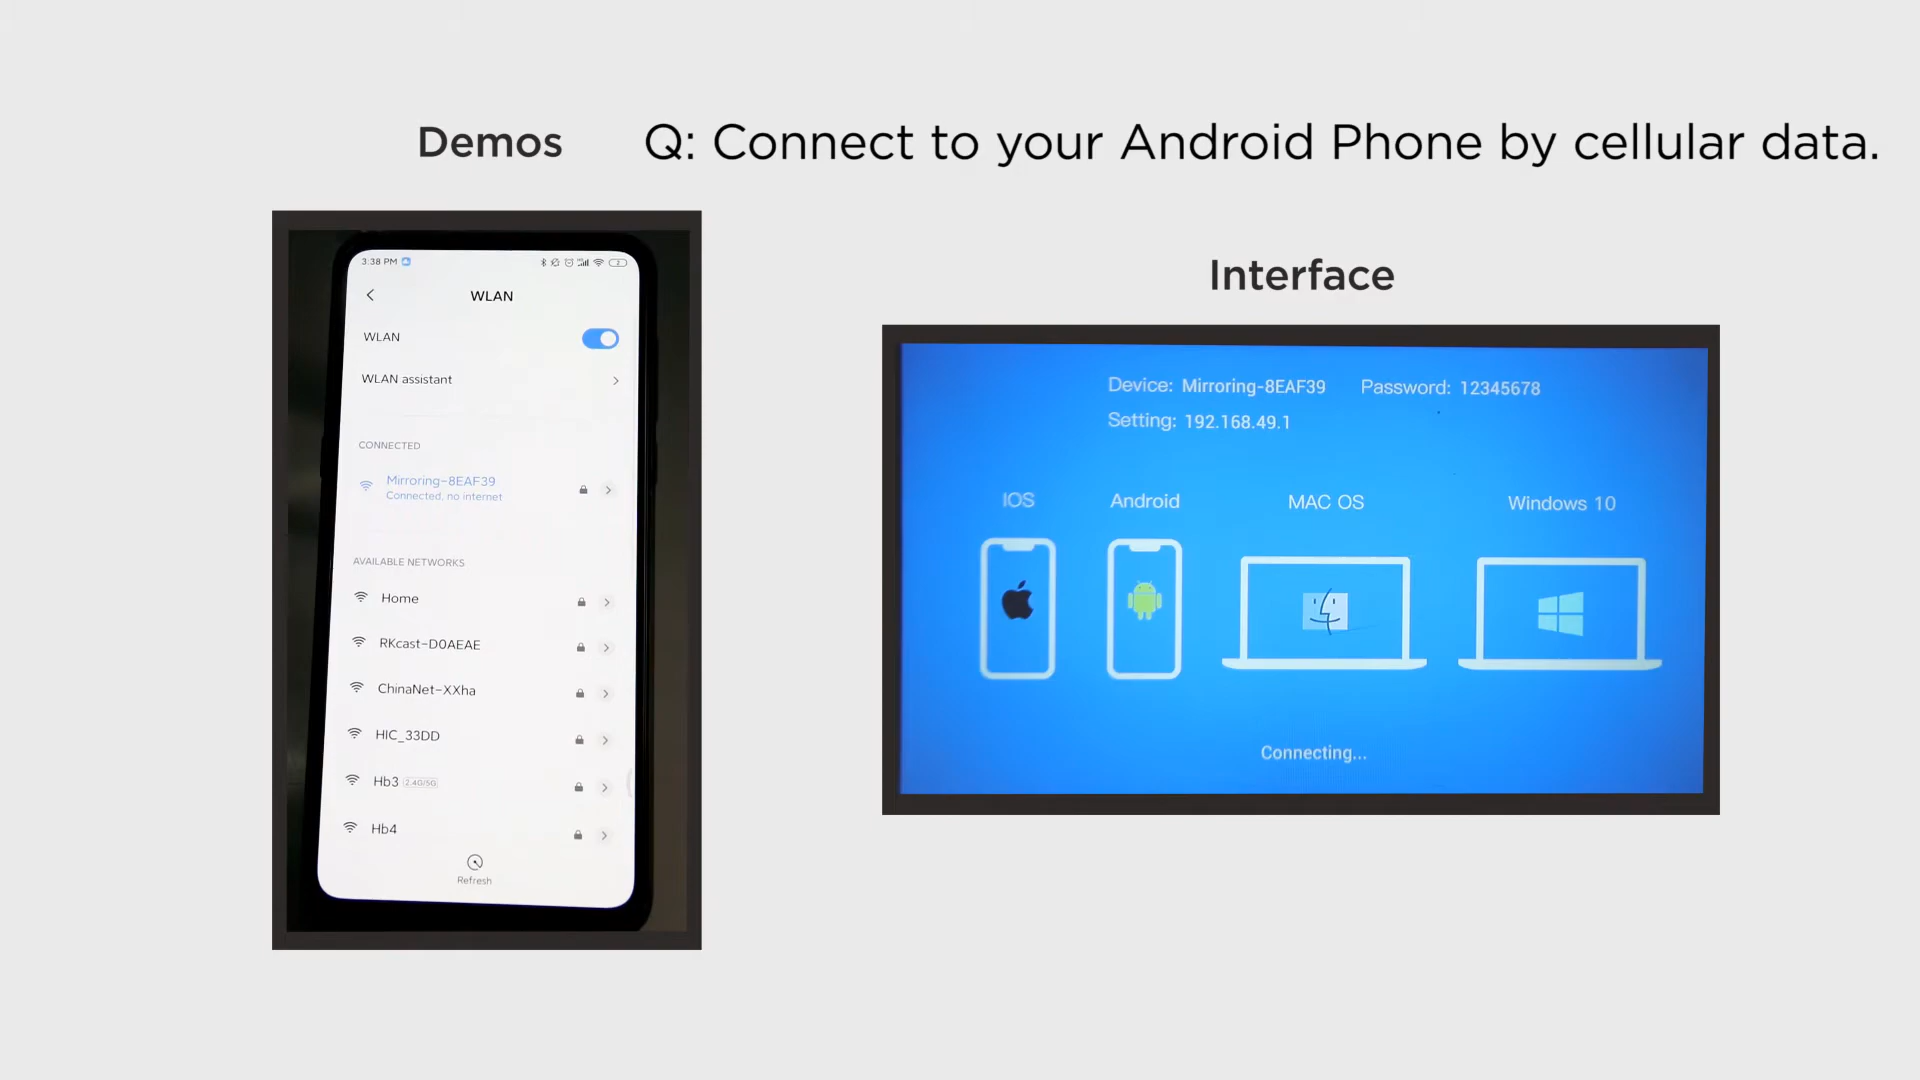 Demos
Q: Connect to your Android Phone by cellular data.
3:38 PM
WLAN
WLAN
WLAN assistant
CONNECTED
Mirroring-8EAF39
Connected, no internet
AVAILABLE NETWORKS
Home
RKcast-D0AEAE
ChinaNet-XXha
HIC_33DD
Hb3 2.4G/5G
Hb4
Refresh
Interface
Device: Mirroring-8EAF39 Password: 12345678
Setting: 192.168.49.1
IOS Android MAC OS Windows 10
Connecting...